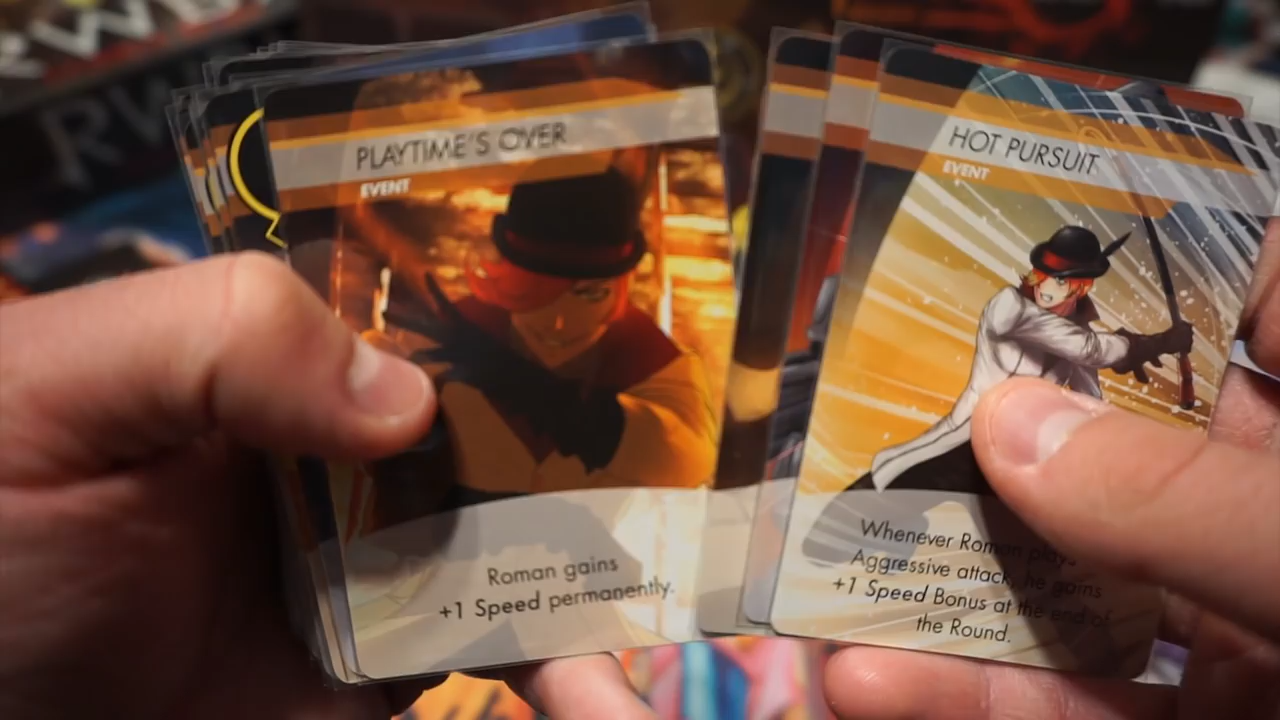 RW
PLAYTIME'S OVER
EVENT
Roman gains
+1 Speed permanently.
HOT PURSUIT
EVENT
Whenever Roman plays
Aggressive attack, he gains
+1 Speed Bonus at the end of
the Round.